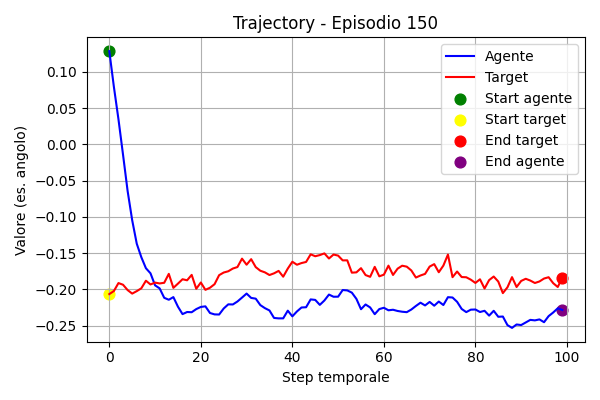 Trajectory - Episodio 150
Valore (es. angolo)
0.10
0.05
0.00
−0.05
−0.10
−0.15
−0.20
−0.25
Agente
Target
Start agente
Start target
End target
End agente
0 20 40 60 80 100
Step temporale